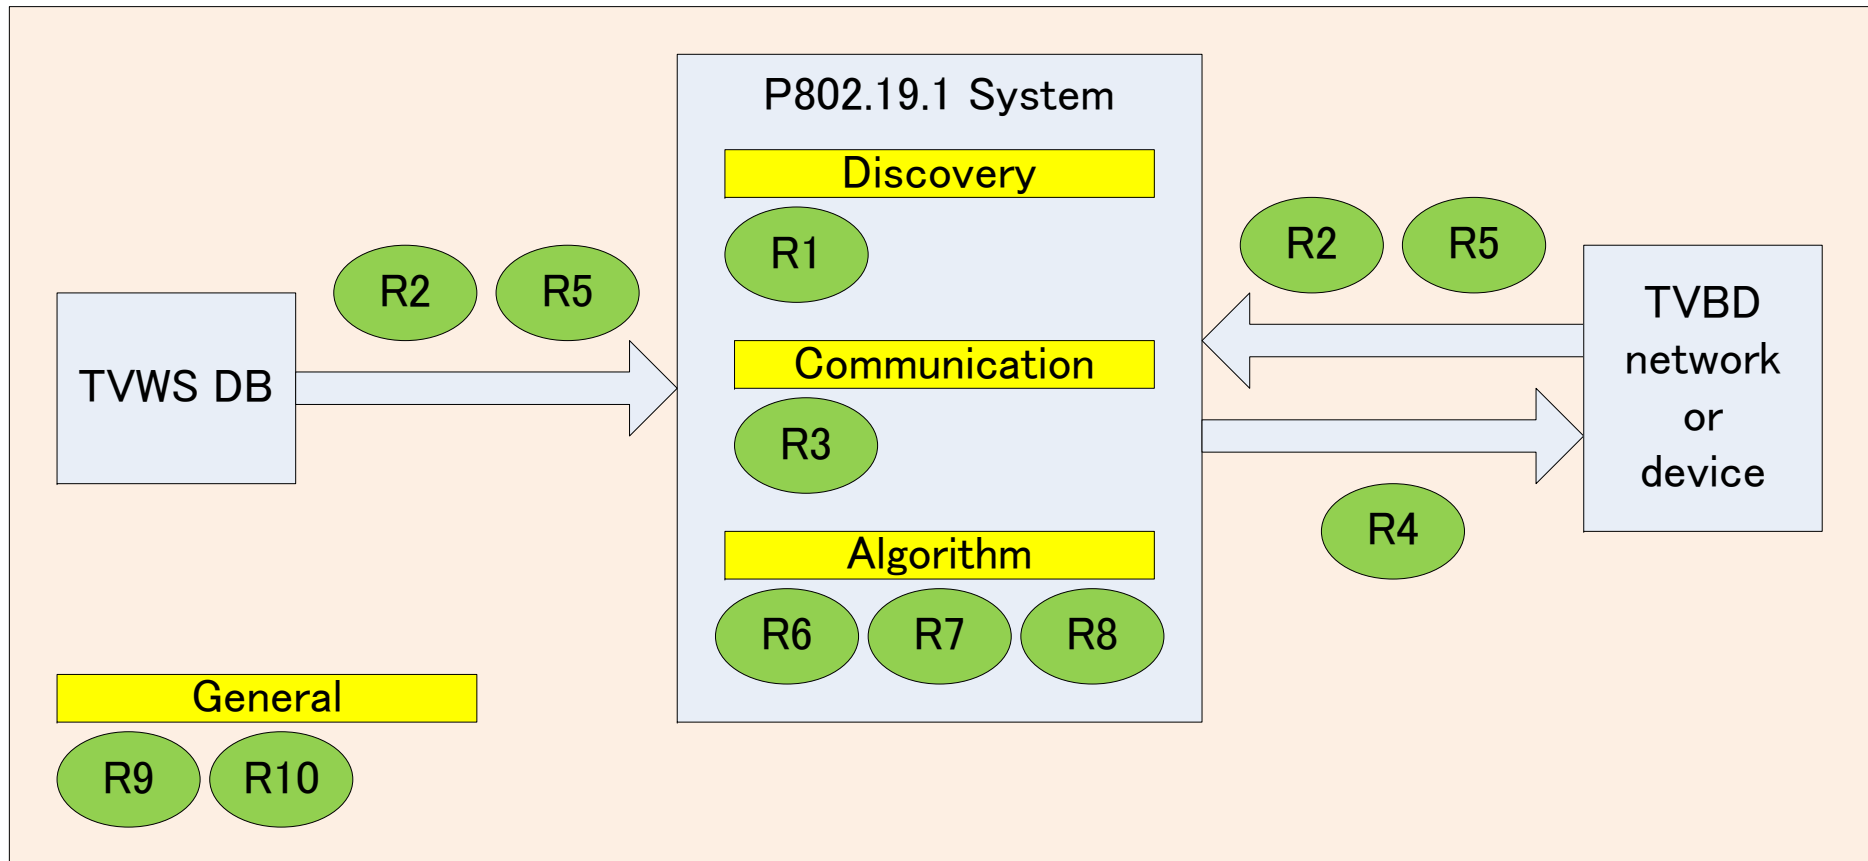 P802.19.1 System
Discovery
R1
Communication
R3
Algorithm
R6 R7 R8
TVWS DB
R2 R5
R2 R5
TVBD
network
or
device
R4
General
R9 R10